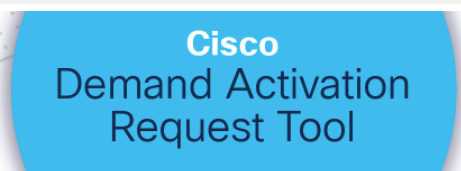 Cisco
Demand Activation
Request Tool